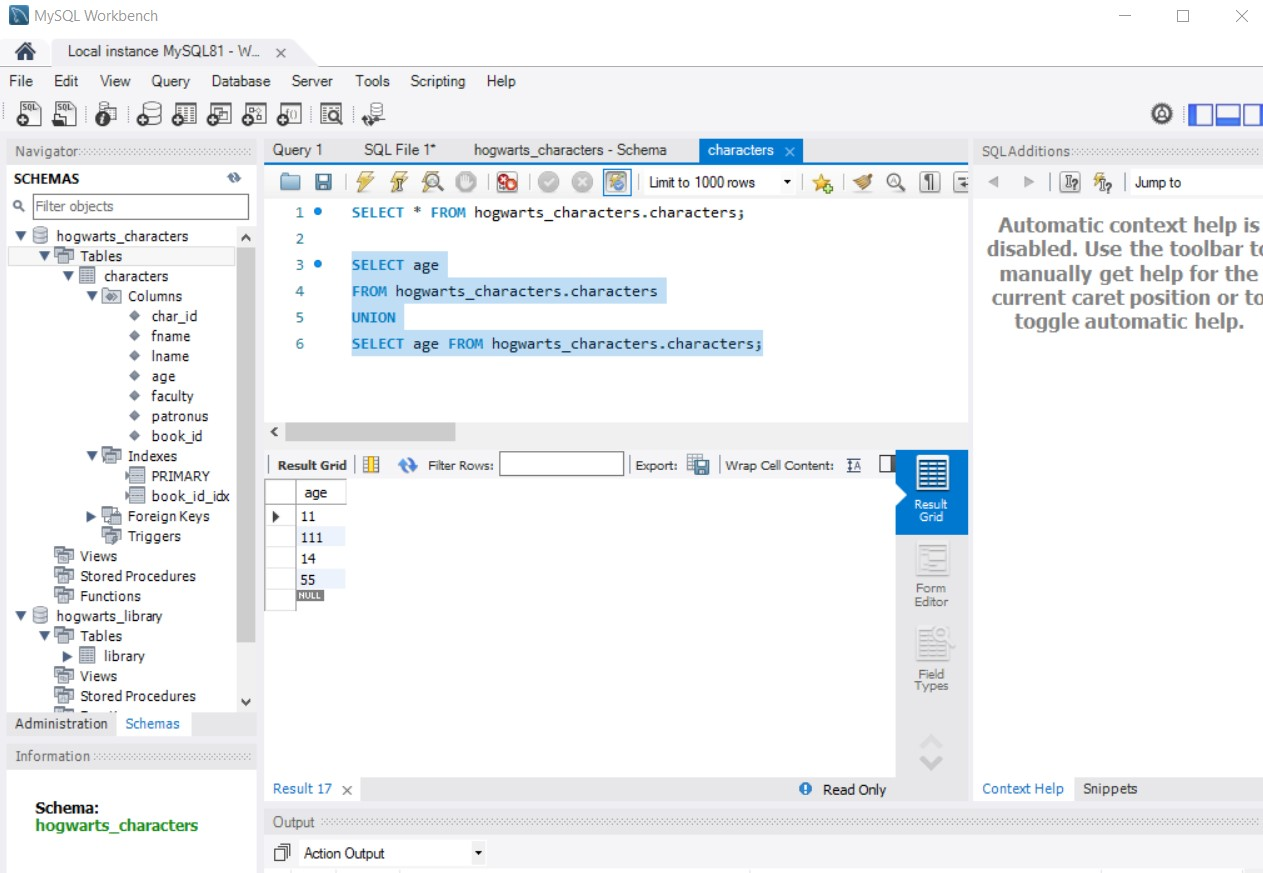 MySQL Workbench
Local instance MySQL81 - W...
File Edit View Query Database Server Tools Scripting Help
Navigator
SCHEMAS
Filter objects
hogwarts_characters
Tables
characters
Columns
char_id
fname
lname
age
faculty
patronus
book_id
Indexes
PRIMARY
book_id_idx
Foreign Keys
Triggers
Views
Stored Procedures
Functions
hogwarts_library
Tables
library
Views
Stored Procedures
Administration Schemas
Information
Schema:
hogwarts_characters
Query 1 SQL File 1* hogwarts_characters - Schema characters
Limit to 1000 rows
1 SELECT * FROM hogwarts_characters.characters;
2
3 SELECT age
4 FROM hogwarts_characters.characters
5 UNION
6 SELECT age FROM hogwarts_characters.characters;
Result Grid Filter Rows: Export: Wrap Cell Content:
age
11
111
14
55
NULL
Result
Grid
Form
Editor
Field
Types
Result 17 Read Only
Output
Action Output
SQLAdditions
Jump to
Automatic context help is
disabled. Use the toolbar to
manually get help for the
current caret position or to
toggle automatic help.
Context Help Snippets